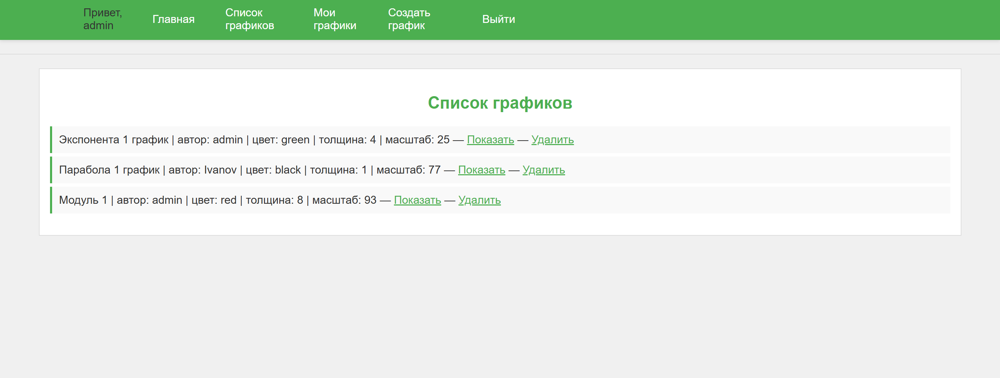 Привет,
admin
Главная
Список
графиков
Мои
графики
Создать
график
Выйти
Список графиков
Экспонента 1 график | автор: admin | цвет: green | толщина: 4 | масштаб: 25 — Показать — Удалить
Парабола 1 график | автор: Ivanov | цвет: black | толщина: 1 | масштаб: 77 — Показать — Удалить
Модуль 1 | автор: admin | цвет: red | толщина: 8 | масштаб: 93 — Показать — Удалить